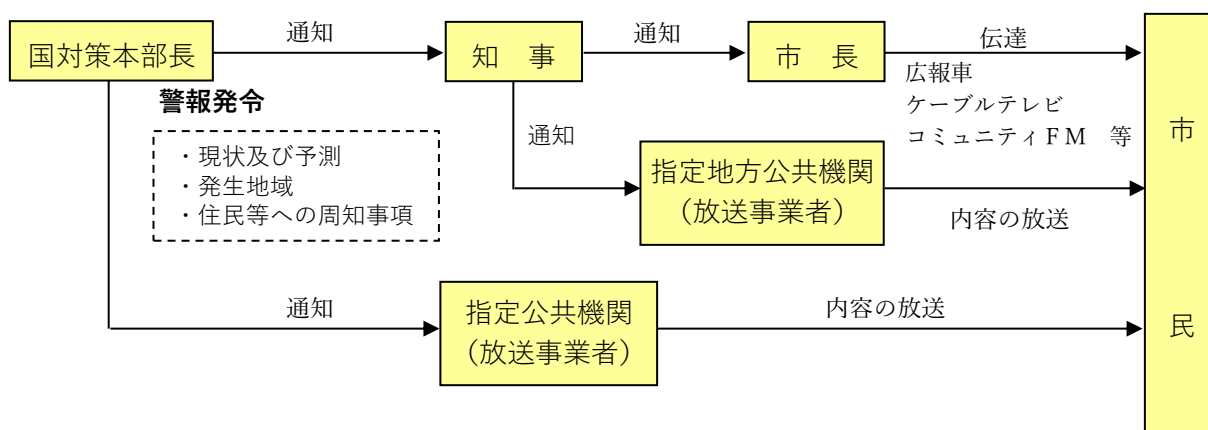 通知
通知
伝達
国対策本部長
知　事
市　長
警報発令
広報車
ケーブルテレビ
コミュニティＦＭ　等
・現状及び予測
・発生地域
・住民等への周知事項
通知
指定地方公共機関
（放送事業者）
内容の放送
市
民
通知
指定公共機関
（放送事業者）
内容の放送